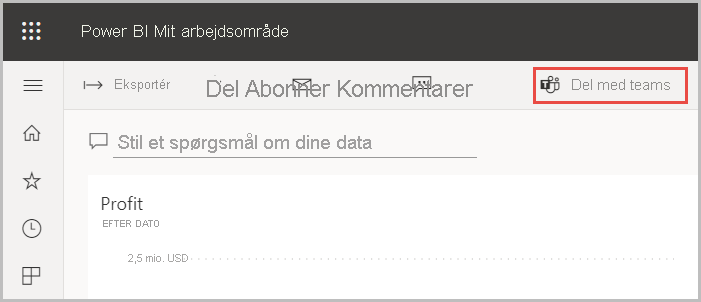 Power BI Mit arbejdsområde
Eksportér Del Abonner Kommentarer Del med teams
Stil et spørgsmål om dine data
Profit
EFTER DATO
2,5 mio. USD